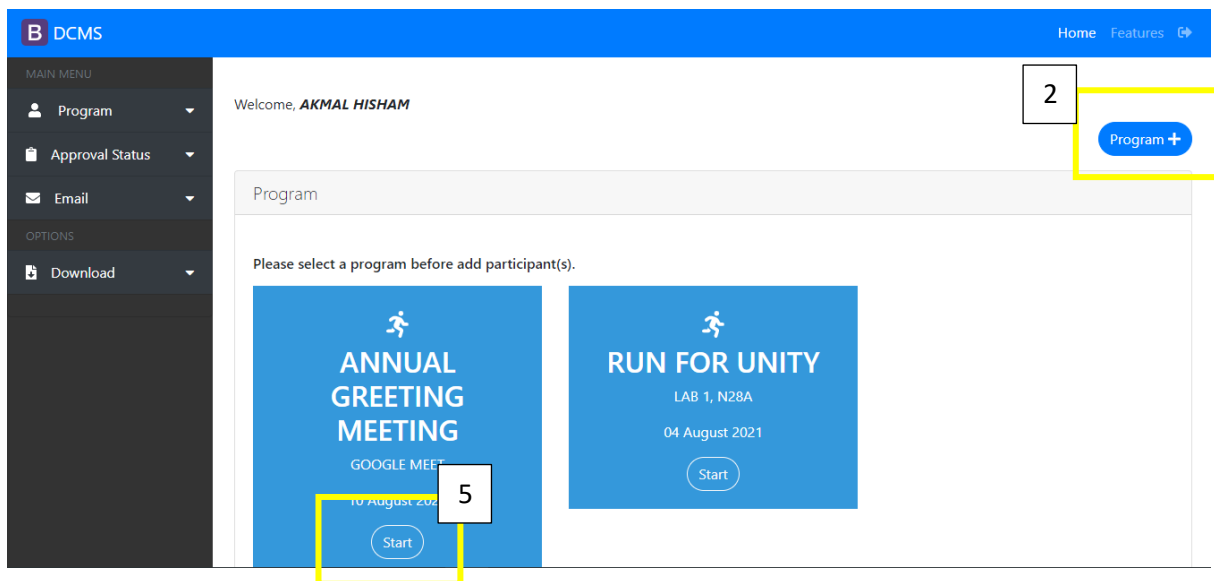 B DCMS
Home Features
MAIN MENU
Program
Approval Status
Email
OPTIONS
Download
Welcome, AKMAL HISHAM
2
Program +
Program
Please select a program before add participant(s).
ANNUAL
GREETING
MEETING
GOOGLE MEET
10 August
5
Start
RUN FOR UNITY
LAB 1, N28A
04 August 2021
Start